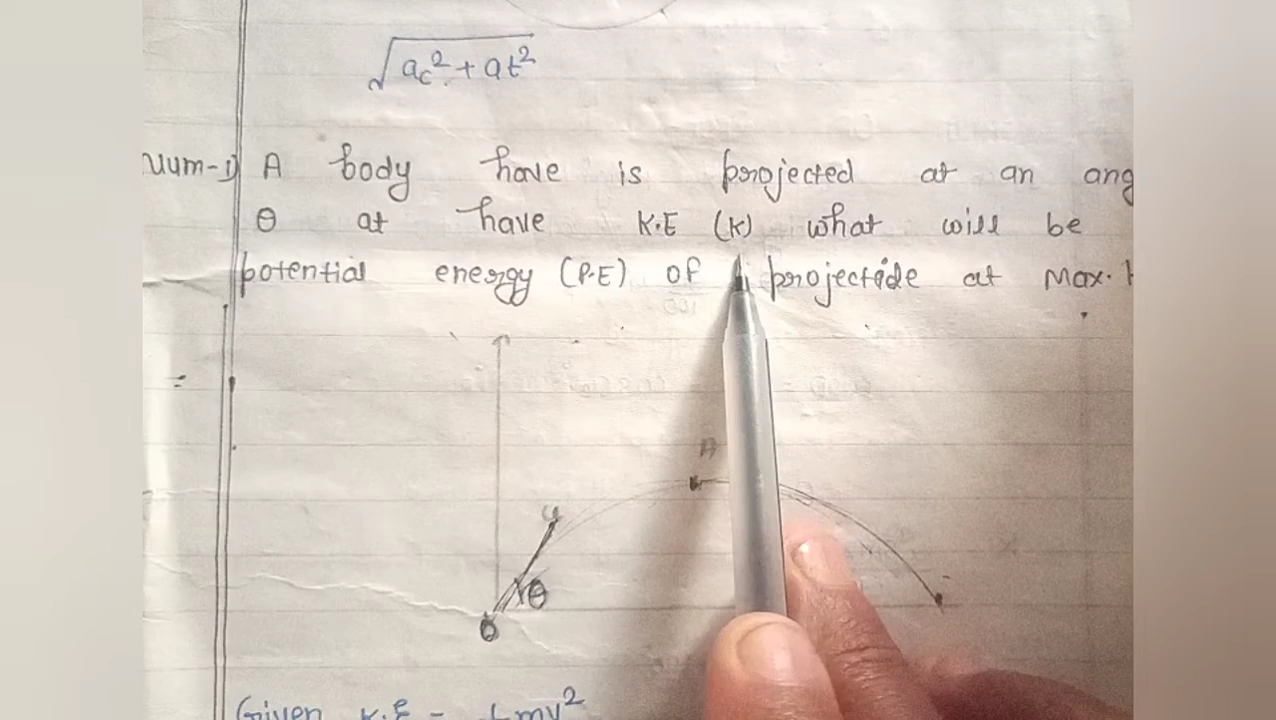 √ac² + at²
Num-1) A body have is projected at an ang
θ at have K.E (K) what will be
potential energy (P.E) of projectide at Max.
A
u
θ
O
Given K.E = ½mv²